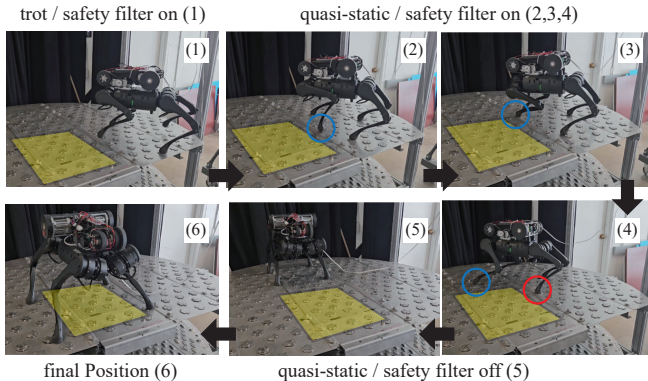 trot / safety filter on (1)
quasi-static / safety filter on (2,3,4)
(1)
(2)
(3)
(6)
(5)
(4)
final Position (6)
quasi-static / safety filter off (5)